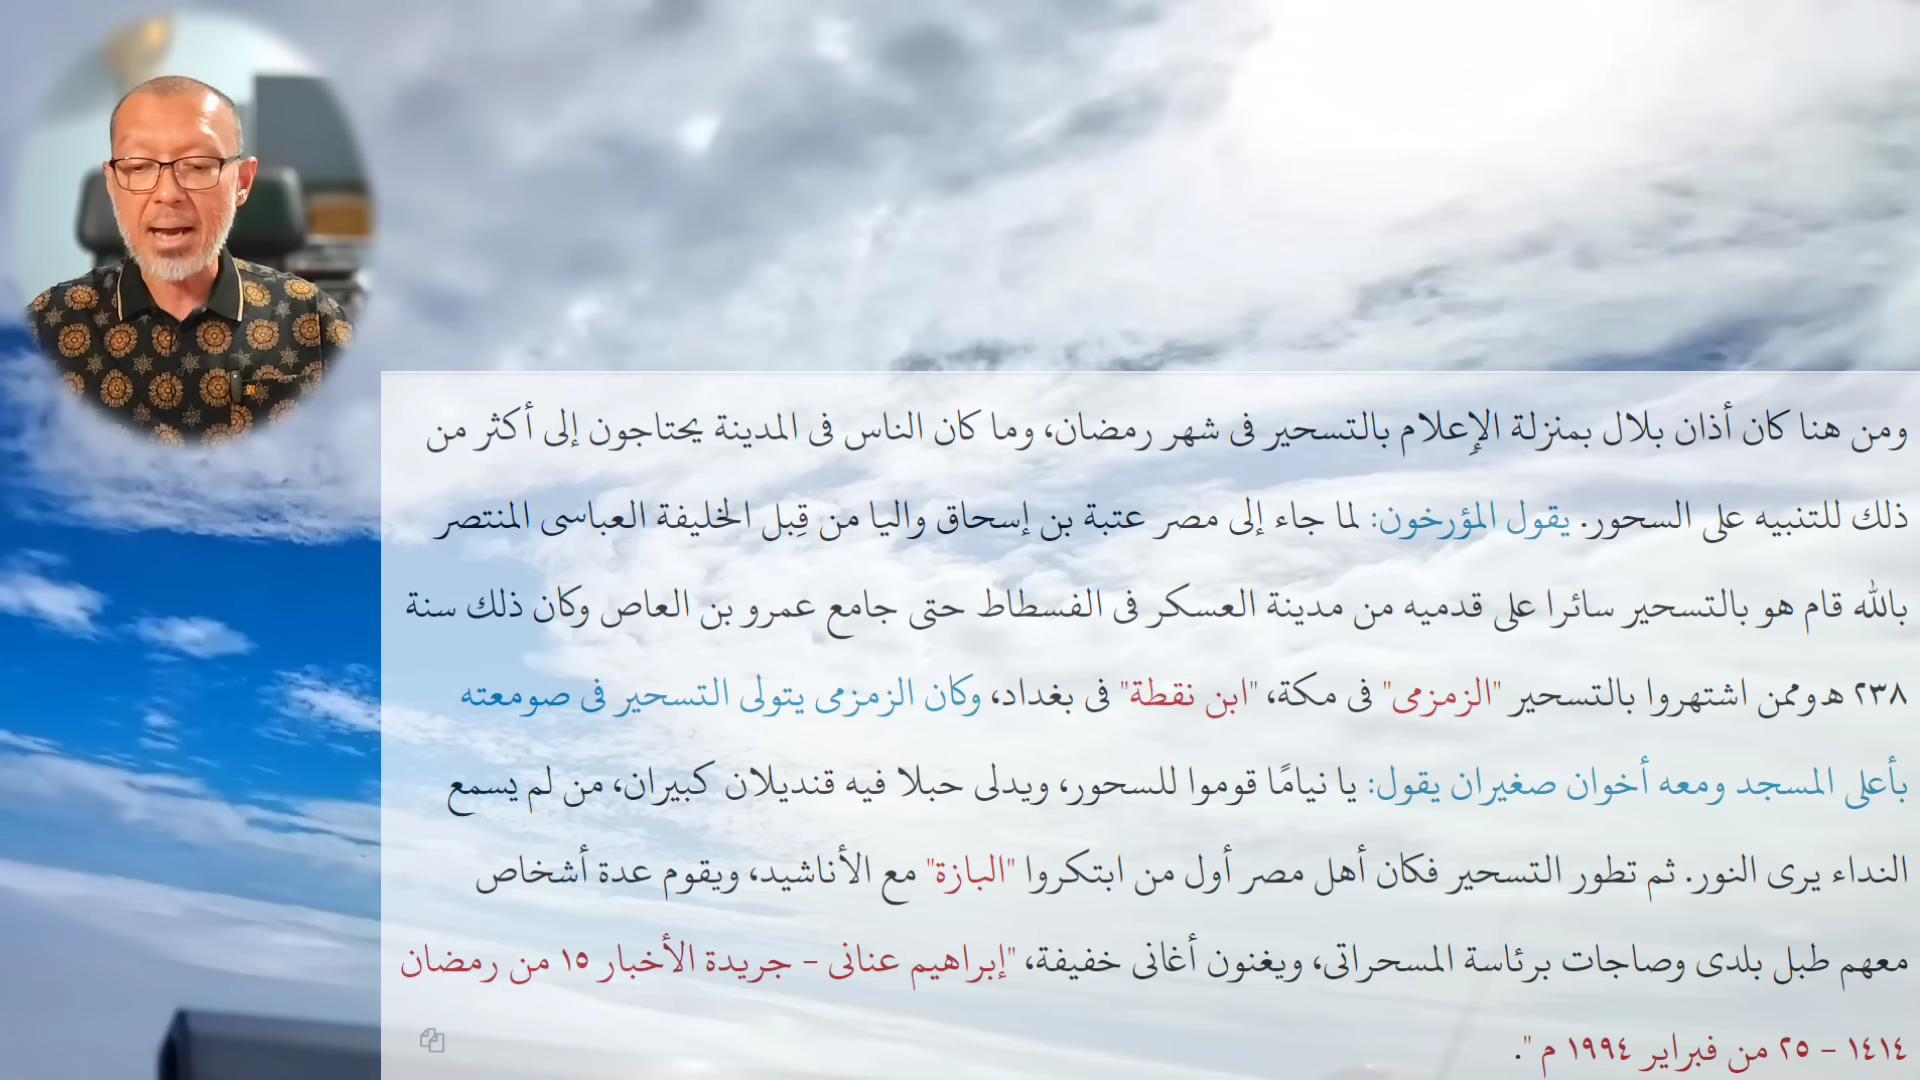 ومن هنا كان أذان بلال بمنزلة الإِعلام بالتسحير فى شهر رمضان، وما كان الناس فى المدينة يحتاجون إلى أكثر من
ذلك للتنبيه على السحور. يقول المؤرخون: لما جاء إلى مصر عتبة بن إسحاق واليا من قِبل الخليفة العباسى المنتصر
بالله قام هو بالتسحير سائرا على قدميه من مدينة العسكر فى الفسطاط حتى جامع عمرو بن العاص وكان ذلك سنة
٢٣٨ هـ وممن اشتهروا بالتسحير "الزمزمى" فى مكة، "ابن نقطة" فى بغداد، وكان الزمزمى يتولى التسحير فى صومعته
بأعلى المسجد ومعه أخوان صغيران يقول: يا نيامًا قوموا للسحور، ويدلى حبلا فيه قنديلان كبيران، من لم يسمع
النداء يرى النور. ثم تطور التسحير فكان أهل مصر أول من ابتكروا "البازة" مع الأناشيد، ويقوم عدة أشخاص
معهم طبل بلدى وصاجات برئاسة المسحراتى، ويغنون أغانى خفيفة، "إبراهيم عنانى - جريدة الأخبار ١٥ من رمضان
١٤١٤ - ٢٥ من فبراير ١٩٩٤ م ".